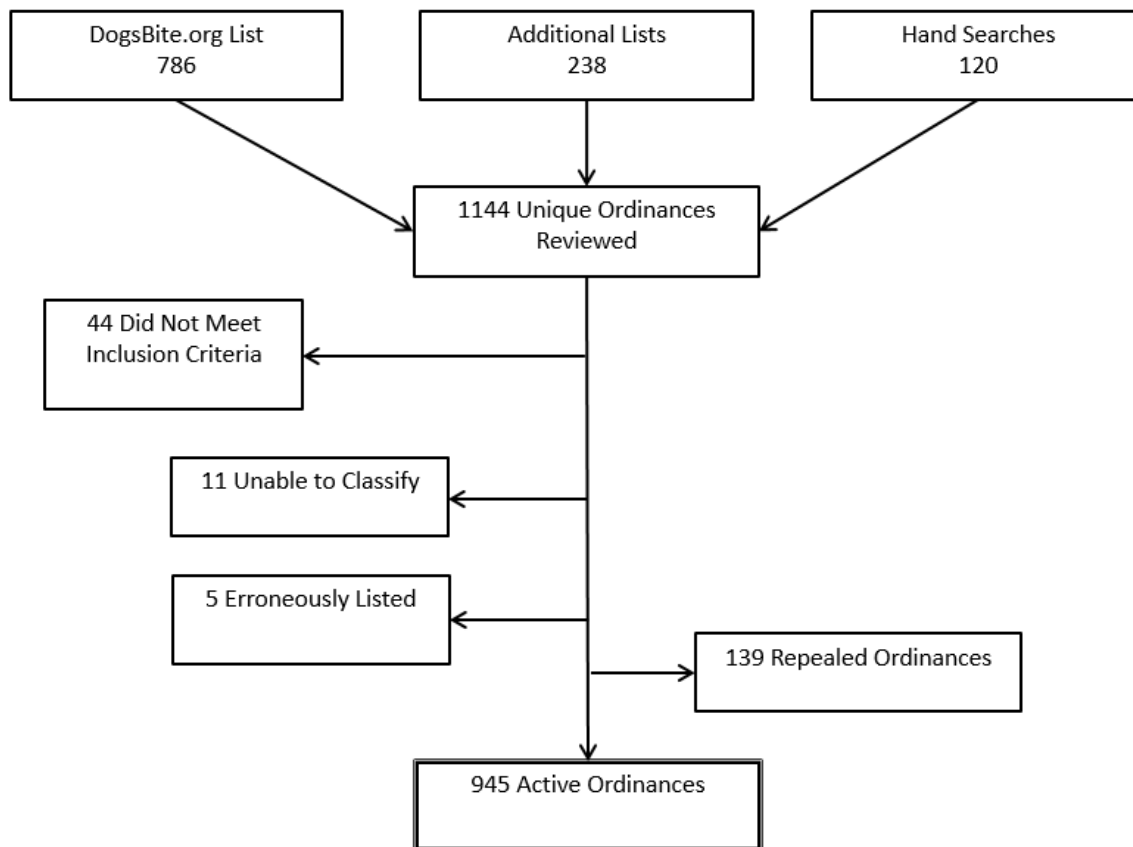 DogsBite.org List
786
Additional Lists
238
Hand Searches
120
1144 Unique Ordinances
Reviewed
44 Did Not Meet
Inclusion Criteria
11 Unable to Classify
5 Erroneously Listed
139 Repealed Ordinances
945 Active Ordinances